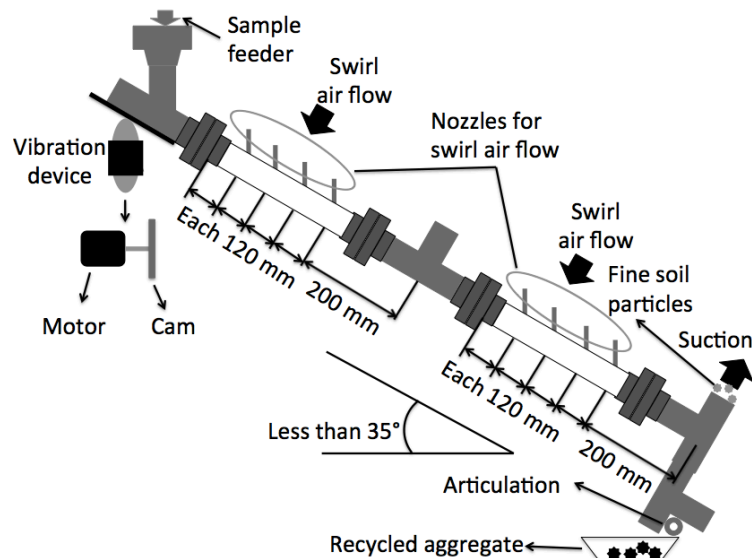 Sample
feeder
Swirl
air flow
Nozzles for
swirl air flow
Vibration
device
Each 120 mm
200 mm
Motor
Cam
Swirl
air flow
Fine soil
particles
Suction
Each 120 mm
200 mm
Less than 35°
Articulation
Recycled aggregate